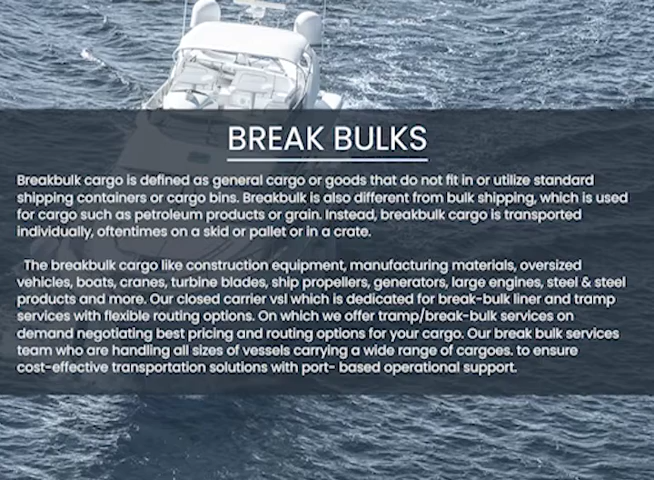 BREAK BULKS
Breakbulk cargo is defined as general cargo or goods that do not fit in or utilize standard
shipping containers or cargo bins. Breakbulk is also different from bulk shipping, which is used
for cargo such as petroleum products or grain. Instead, breakbulk cargo is transported
individually, oftentimes on a skid or pallet or in a crate.
The breakbulk cargo like construction equipment, manufacturing materials, oversized
vehicles, boats, cranes, turbine blades, ship propellers, generators, large engines, steel & steel
products and more. Our closed carrier vsl which is dedicated for break-bulk liner and tramp
services with flexible routing options. On which we offer tramp/break-bulk services on
demand negotiating best pricing and routing options for your cargo. Our break bulk services
team who are handling all sizes of vessels carrying a wide range of cargoes. to ensure
cost-effective transportation solutions with port- based operational support.